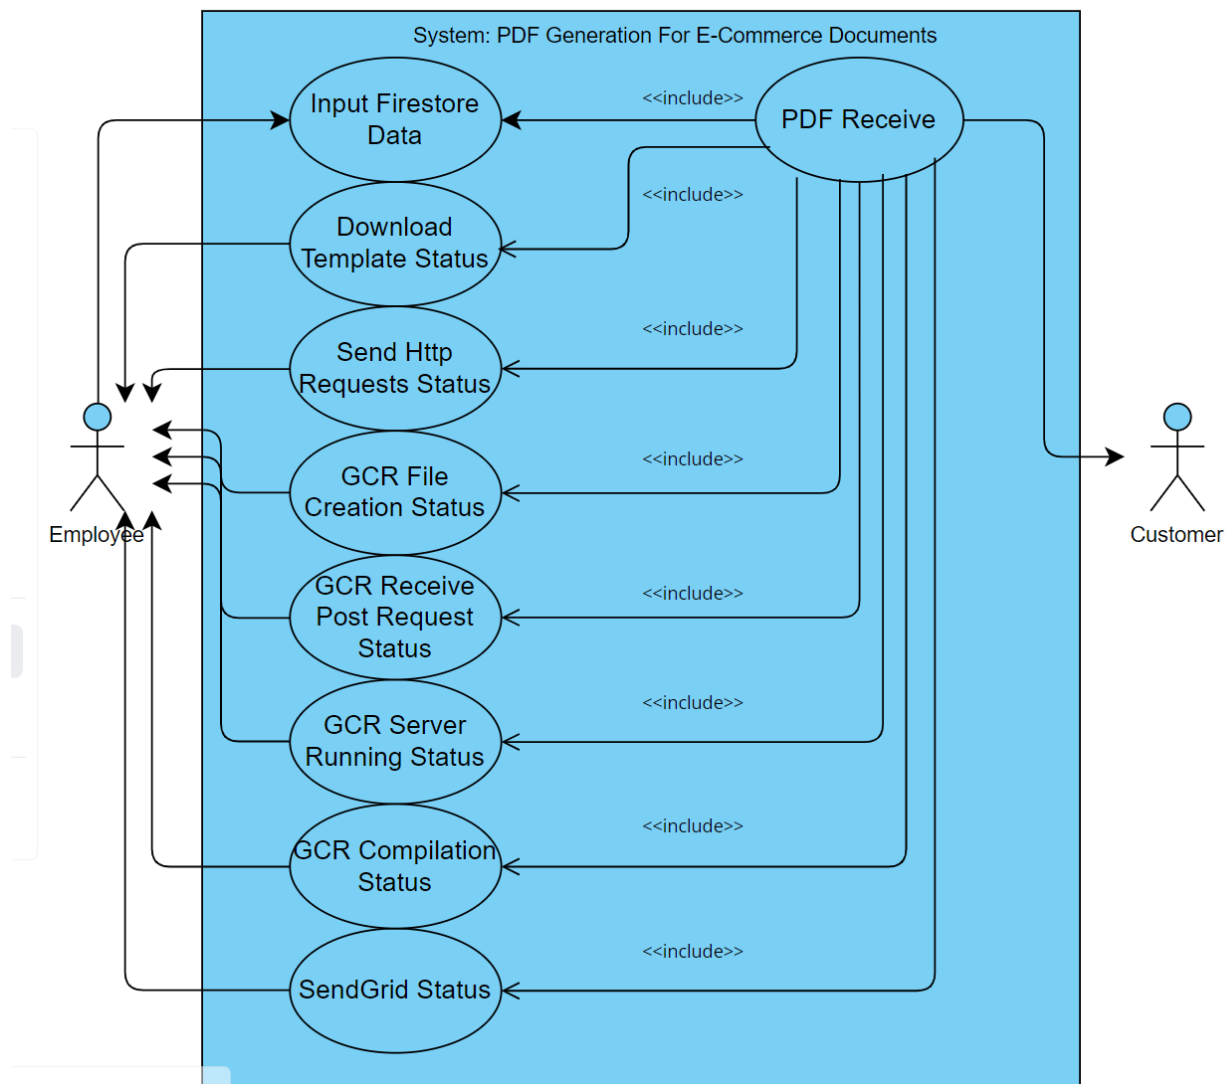 System: PDF Generation For E-Commerce Documents
Input Firestore
Data
<<include>>
PDF Receive
<<include>>
Download
Template Status
<<include>>
Send Http
Requests Status
<<include>>
GCR File
Creation Status
Employee
Customer
<<include>>
GCR Receive
Post Request
Status
<<include>>
GCR Server
Running Status
<<include>>
GCR Compilation
Status
<<include>>
SendGrid Status